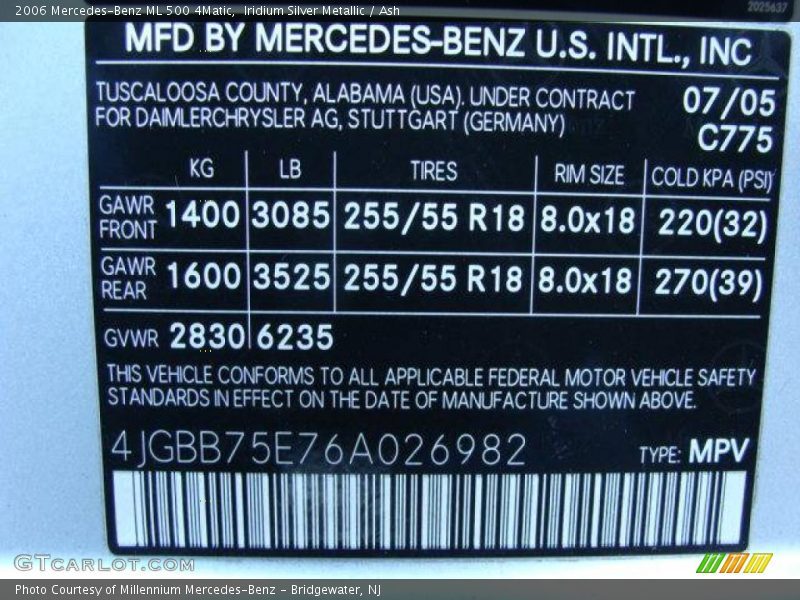 2006 Mercedes-Benz ML 500 4Matic, Iridium Silver Metallic / Ash
2025637
MFD BY MERCEDES-BENZ U.S. INTL., INC
TUSCALOOSA COUNTY, ALABAMA (USA). UNDER CONTRACT 07/05
FOR DAIMLERCHRYSLER AG, STUTTGART (GERMANY) C775
KG LB TIRES RIM SIZE COLD KPA (PSI)
GAWR FRONT 1400 3085 255/55 R18 8.0x18 220(32)
GAWR REAR 1600 3525 255/55 R18 8.0x18 270(39)
GVWR 2830 6235
THIS VEHICLE CONFORMS TO ALL APPLICABLE FEDERAL MOTOR VEHICLE SAFETY
STANDARDS IN EFFECT ON THE DATE OF MANUFACTURE SHOWN ABOVE.
4JGBB75E76A026982 TYPE: MPV
GTCARLOT.COM
Photo Courtesy of Millennium Mercedes-Benz - Bridgewater, NJ